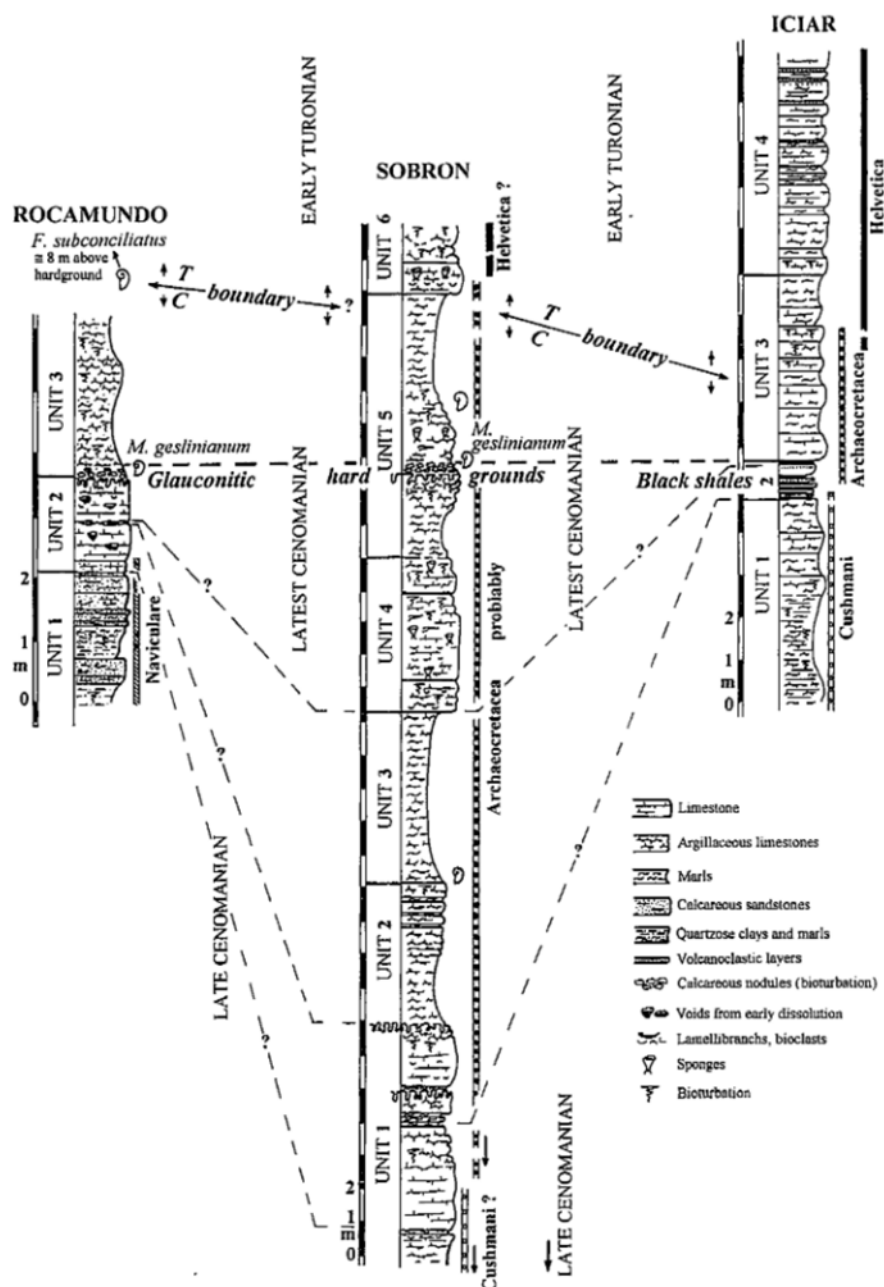 ICIAR
EARLY TURONIAN
SOBRON
EARLY TURONIAN
UNIT 4
Helvetica
ROCAMUNDO
F. subconciliatus
≅ 8 m above
hardground
T
C
boundary
?
UNIT 6
Helvetica ?
T
C
boundary
UNIT 3
UNIT 3
UNIT 5
M. geslinianum
M.
geslinianum
Archaeocretacea
Glauconitic hard grounds
Black shales
2
UNIT 2
LATEST CENOMANIAN
LATEST CENOMANIAN
problably
?
?
UNIT 1
Cushmani
2
1
m
0
UNIT 1
Naviculare
2
1
m
0
UNIT 4
Archaeocretacea
UNIT 3
?
?
?
LATE CENOMANIAN
UNIT 2
UNIT 1
2
1
m
0
Cushmani ?
LATE CENOMANIAN
Limestone
Argillaceous limestones
Marls
Calcareous sandstones
Quartzose clays and marls
Volcanoclastic layers
Calcareous nodules (bioturbation)
Voids from early dissolution
Lamellibranchs, bioclasts
Sponges
Bioturbation